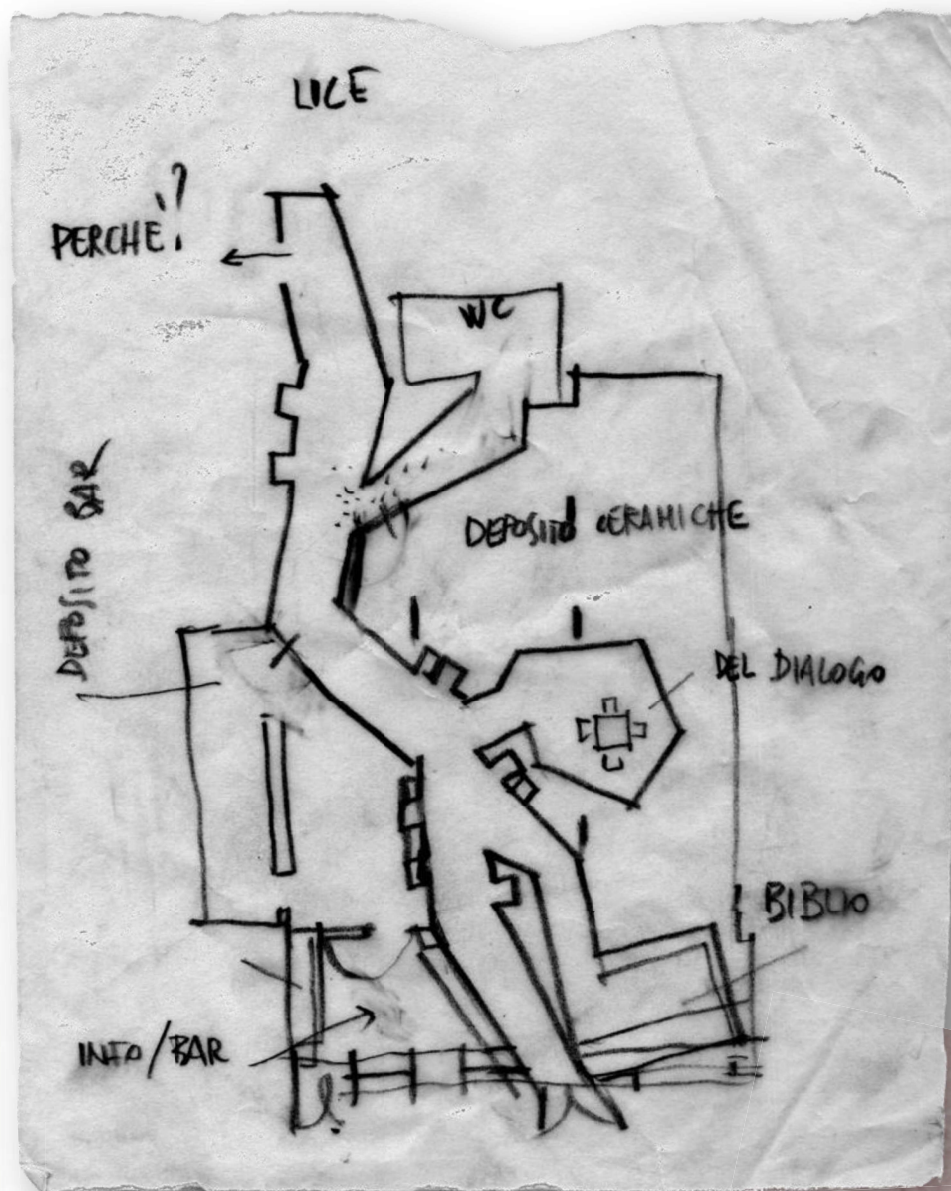 LUCE
PERCHE'?!
WC
DEPOSITO BAR
DEPOSITO CERAMICHE
DEL DIALOGO
BIBLIO
INFO/BAR